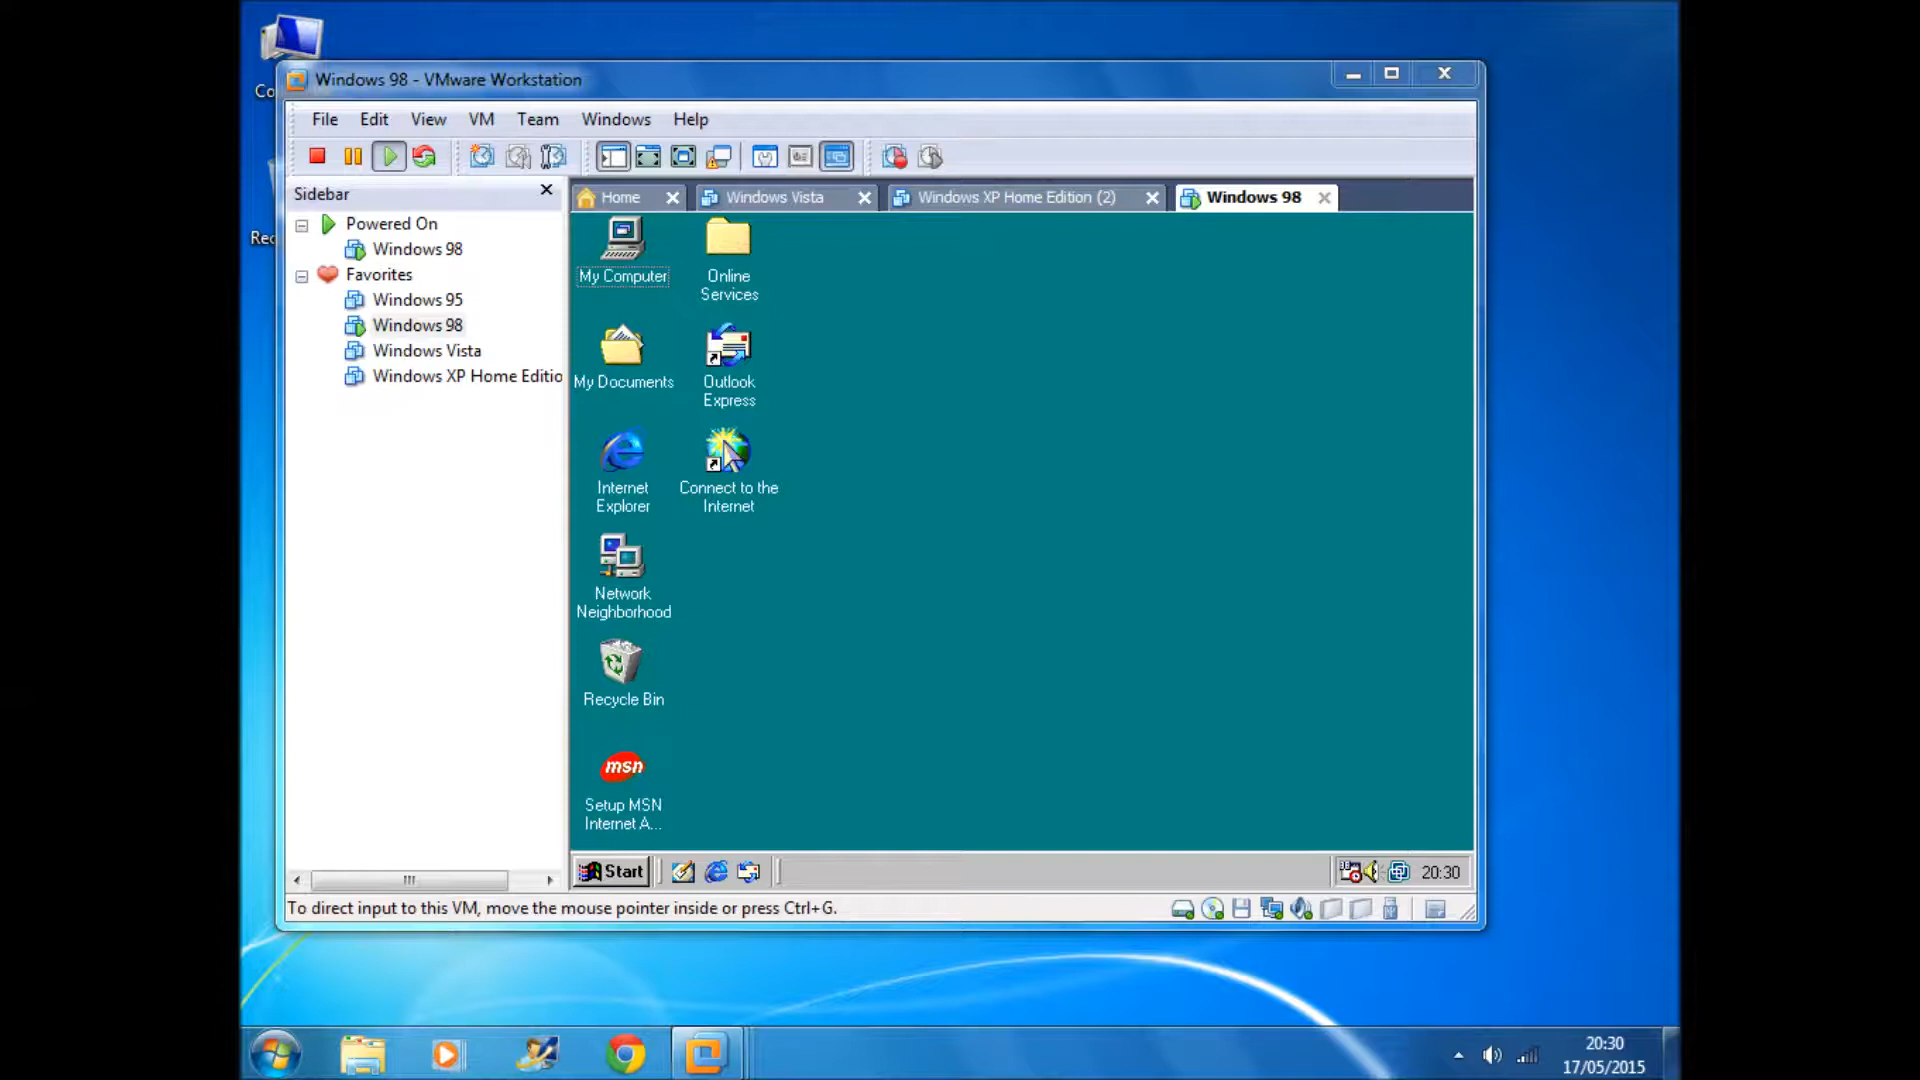 Co
Rec
Windows 98 - VMware Workstation
File Edit View VM Team Windows Help
Sidebar
Powered On
Windows 98
Favorites
Windows 95
Windows 98
Windows Vista
Windows XP Home Editio
Home
Windows Vista
Windows XP Home Edition (2)
Windows 98
My Computer
Online
Services
My Documents
Outlook
Express
Internet
Explorer
Connect to the
Internet
Network
Neighborhood
Recycle Bin
msn
Setup MSN
Internet A...
Start
20:30
To direct input to this VM, move the mouse pointer inside or press Ctrl+G.
20:30
17/05/2015